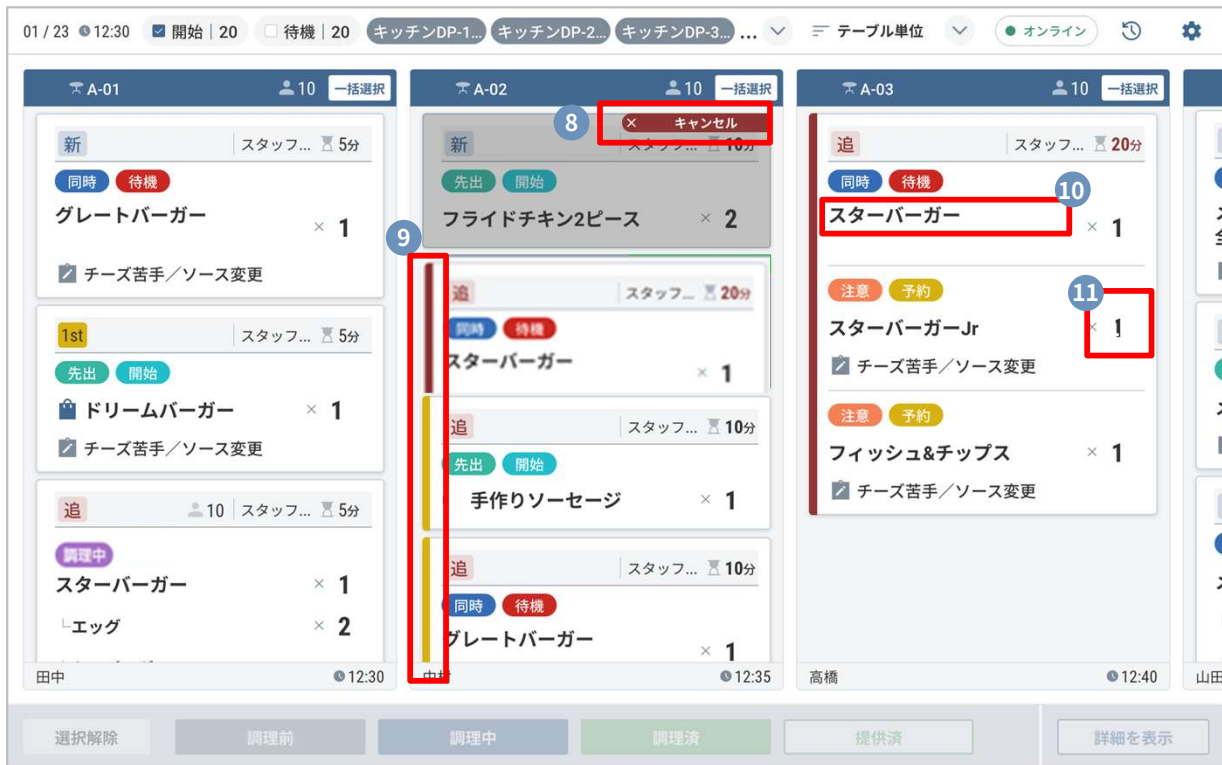 01 / 23 12:30 開始 | 20 待機 | 20 キッチンDP-1... キッチンDP-2... キッチンDP-3... ... テーブル単位 オンライン
A-01 10 一括選択
新 スタッフ... 5分
同時 待機
グレートバーガー × 1
チーズ苦手／ソース変更
1st スタッフ... 5分
先出 開始
ドリームバーガー × 1
チーズ苦手／ソース変更
追 10 スタッフ... 5分
調理中
スターバーガー × 1
└エッグ × 2
田中 12:30
A-02 10 一括選択
8
× キャンセル
新 スタッフ... 10分
先出 開始
フライドチキン2ピース × 2
9
追 スタッフ... 20分
同時 待機
スターバーガー × 1
追 スタッフ... 10分
先出 開始
手作りソーセージ × 1
追 スタッフ... 10分
同時 待機
グレートバーガー × 1
中村 12:35
A-03 10 一括選択
追 スタッフ... 20分
同時 待機
10
スターバーガー × 1
注意 予約
11
スターバーガーJr × 1
チーズ苦手／ソース変更
注意 予約
フィッシュ&チップス × 1
チーズ苦手／ソース変更
高橋 12:40
山田
選択解除 調理前 調理中 調理済 提供済 詳細を表示